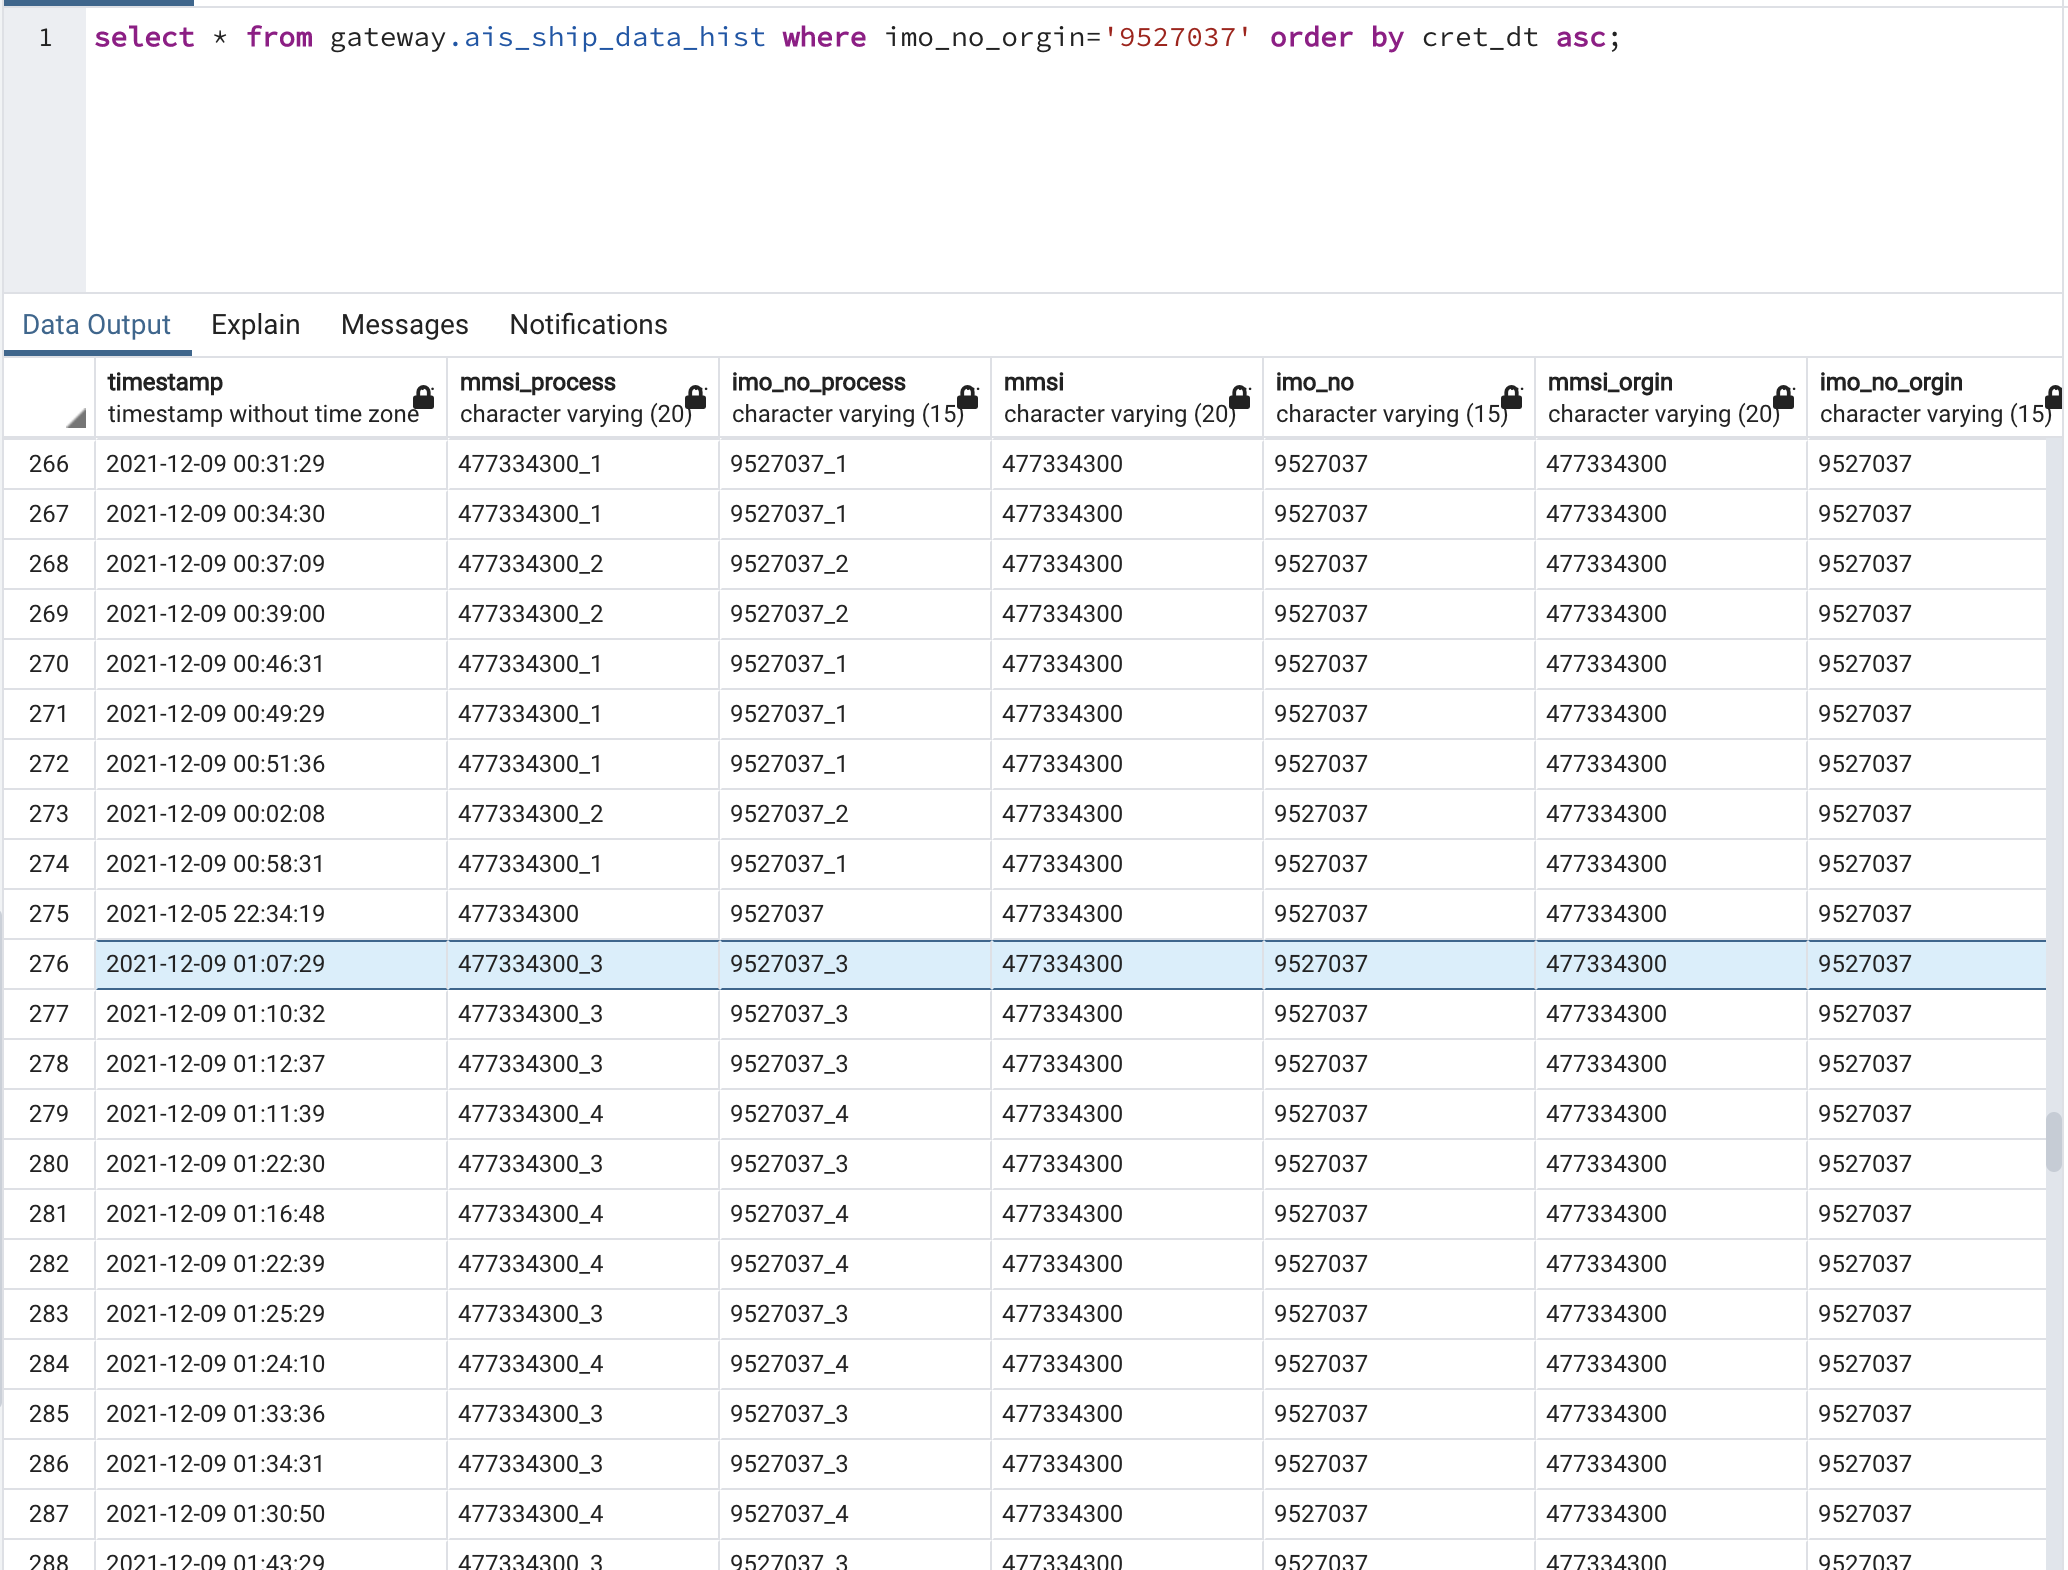 1 select * from gateway.ais_ship_data_hist where imo_no_orgin='9527037' order by cret_dt asc;
Data Output Explain Messages Notifications
timestamp mmsi_process imo_no_process mmsi imo_no mmsi_orgin imo_no_orgin
timestamp without time zone character varying (20) character varying (15) character varying (20) character varying (15) character varying (20) character varying (15)
266 2021-12-09 00:31:29 477334300_1 9527037_1 477334300 9527037 477334300 9527037
267 2021-12-09 00:34:30 477334300_1 9527037_1 477334300 9527037 477334300 9527037
268 2021-12-09 00:37:09 477334300_2 9527037_2 477334300 9527037 477334300 9527037
269 2021-12-09 00:39:00 477334300_2 9527037_2 477334300 9527037 477334300 9527037
270 2021-12-09 00:46:31 477334300_1 9527037_1 477334300 9527037 477334300 9527037
271 2021-12-09 00:49:29 477334300_1 9527037_1 477334300 9527037 477334300 9527037
272 2021-12-09 00:51:36 477334300_1 9527037_1 477334300 9527037 477334300 9527037
273 2021-12-09 00:02:08 477334300_2 9527037_2 477334300 9527037 477334300 9527037
274 2021-12-09 00:58:31 477334300_1 9527037_1 477334300 9527037 477334300 9527037
275 2021-12-05 22:34:19 477334300 9527037 477334300 9527037 477334300 9527037
276 2021-12-09 01:07:29 477334300_3 9527037_3 477334300 9527037 477334300 9527037
277 2021-12-09 01:10:32 477334300_3 9527037_3 477334300 9527037 477334300 9527037
278 2021-12-09 01:12:37 477334300_3 9527037_3 477334300 9527037 477334300 9527037
279 2021-12-09 01:11:39 477334300_4 9527037_4 477334300 9527037 477334300 9527037
280 2021-12-09 01:22:30 477334300_3 9527037_3 477334300 9527037 477334300 9527037
281 2021-12-09 01:16:48 477334300_4 9527037_4 477334300 9527037 477334300 9527037
282 2021-12-09 01:22:39 477334300_4 9527037_4 477334300 9527037 477334300 9527037
283 2021-12-09 01:25:29 477334300_3 9527037_3 477334300 9527037 477334300 9527037
284 2021-12-09 01:24:10 477334300_4 9527037_4 477334300 9527037 477334300 9527037
285 2021-12-09 01:33:36 477334300_3 9527037_3 477334300 9527037 477334300 9527037
286 2021-12-09 01:34:31 477334300_3 9527037_3 477334300 9527037 477334300 9527037
287 2021-12-09 01:30:50 477334300_4 9527037_4 477334300 9527037 477334300 9527037
288 2021-12-09 01:43:29 477334300_3 9527037_3 477334300 9527037 477334300 9527037